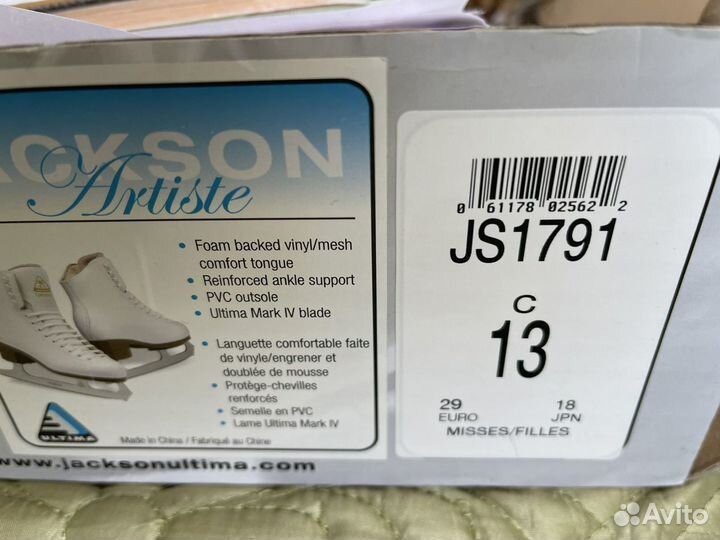 ACKSON
Artiste
• Foam backed vinyl/mesh
comfort tongue
• Reinforced ankle support
• PVC outsole
• Ultima Mark IV blade
• Languette comfortable faite
de vinyle/engrener et
doublée de mousse
• Protège-chevilles
renforcés
• Semelle en PVC
• Lame Ultima Mark IV
ULTIMA
Made in China / Fabriqué au Chine
www.jacksonultima.com
0 61178 02562 2
JS1791
C
13
29 18
EURO JPN
MISSES/FILLES
Avito